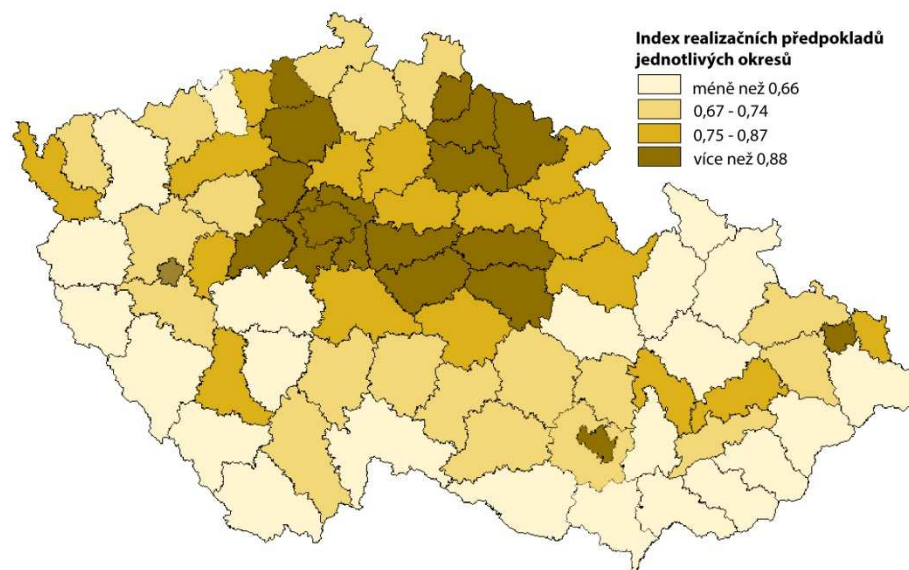 Index realizačních předpokladů
jednotlivých okresů
méně než 0,66
0,67 - 0,74
0,75 - 0,87
více než 0,88